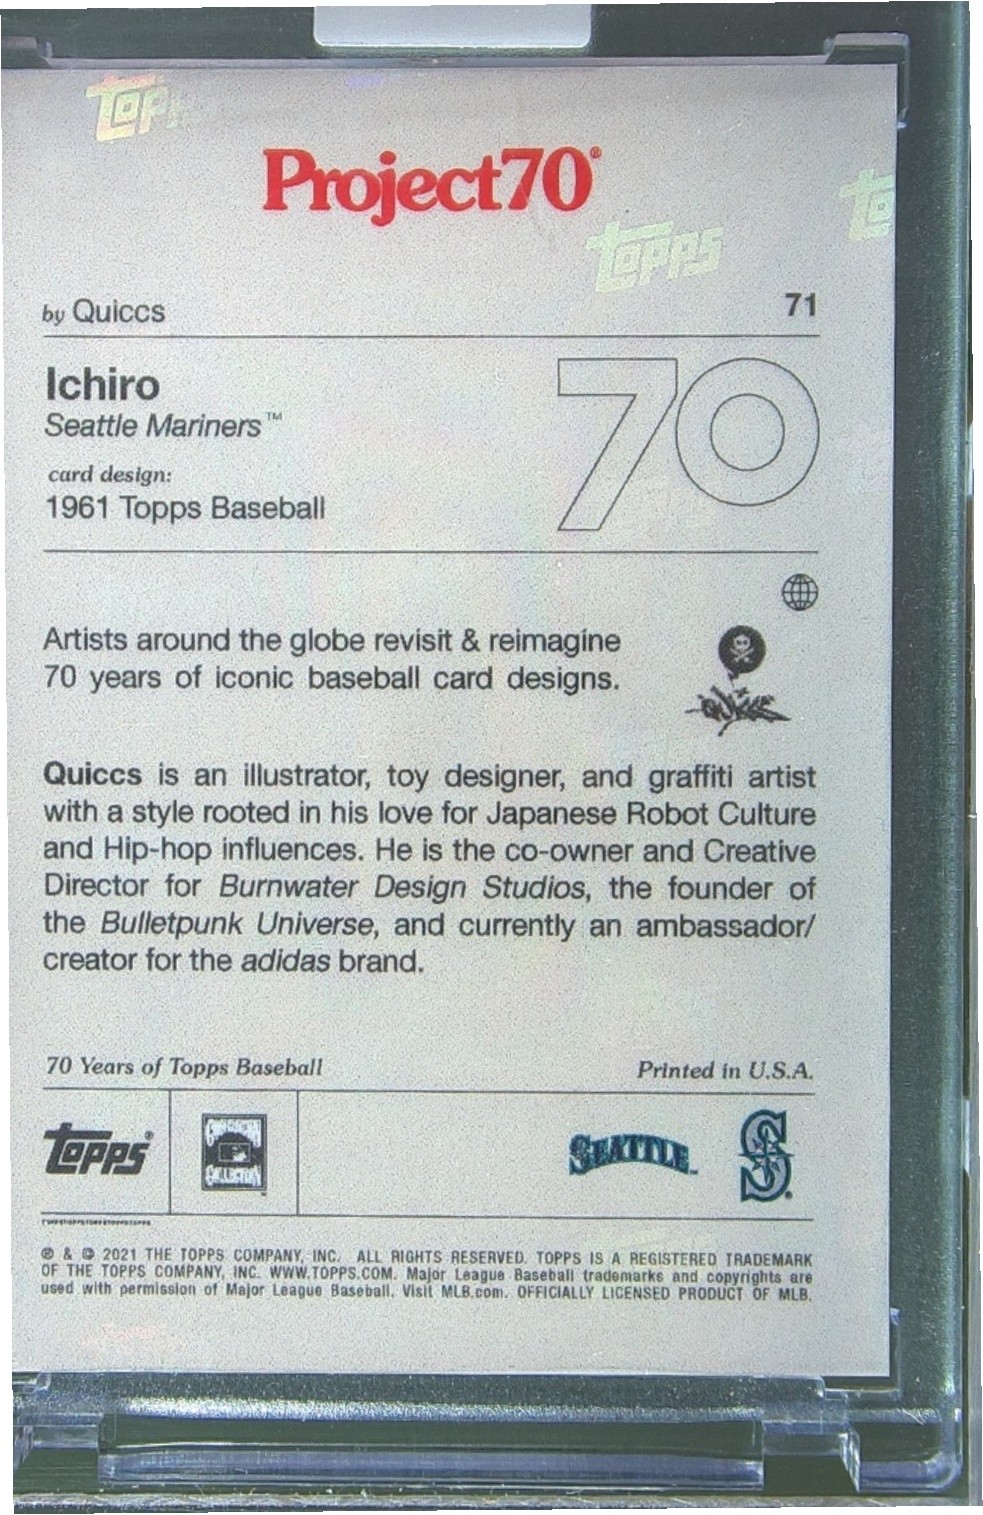 TOPP
Project70®
Topps
To
by Quiccs
71
Ichiro
70
Seattle Mariners™
card design:
1961 Topps Baseball
Artists around the globe revisit & reimagine
70 years of iconic baseball card designs.
Quiccs is an illustrator, toy designer, and graffiti artist
with a style rooted in his love for Japanese Robot Culture
and Hip-hop influences. He is the co-owner and Creative
Director for Burnwater Design Studios, the founder of
the Bulletpunk Universe, and currently an ambassador/
creator for the adidas brand.
70 Years of Topps Baseball
Printed in U.S.A.
Topps®
COLLECTION
SEATTLE™
S
® & © 2021 THE TOPPS COMPANY, INC. ALL RIGHTS RESERVED. TOPPS IS A REGISTERED TRADEMARK
OF THE TOPPS COMPANY, INC. WWW.TOPPS.COM. Major League Baseball trademarks and copyrights are
used with permission of Major League Baseball. Visit MLB.com. OFFICIALLY LICENSED PRODUCT OF MLB.